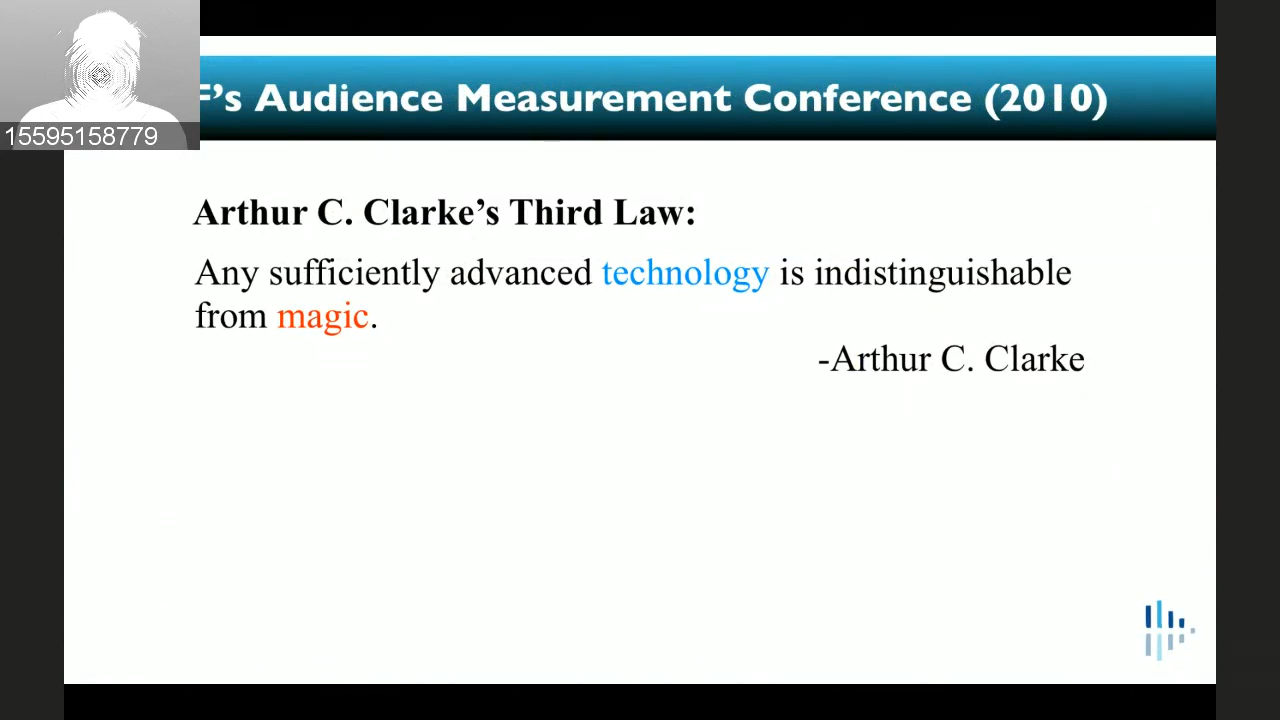 F's Audience Measurement Conference (2010)
15595158779
Arthur C. Clarke’s Third Law:
Any sufficiently advanced technology is indistinguishable
from magic.
-Arthur C. Clarke